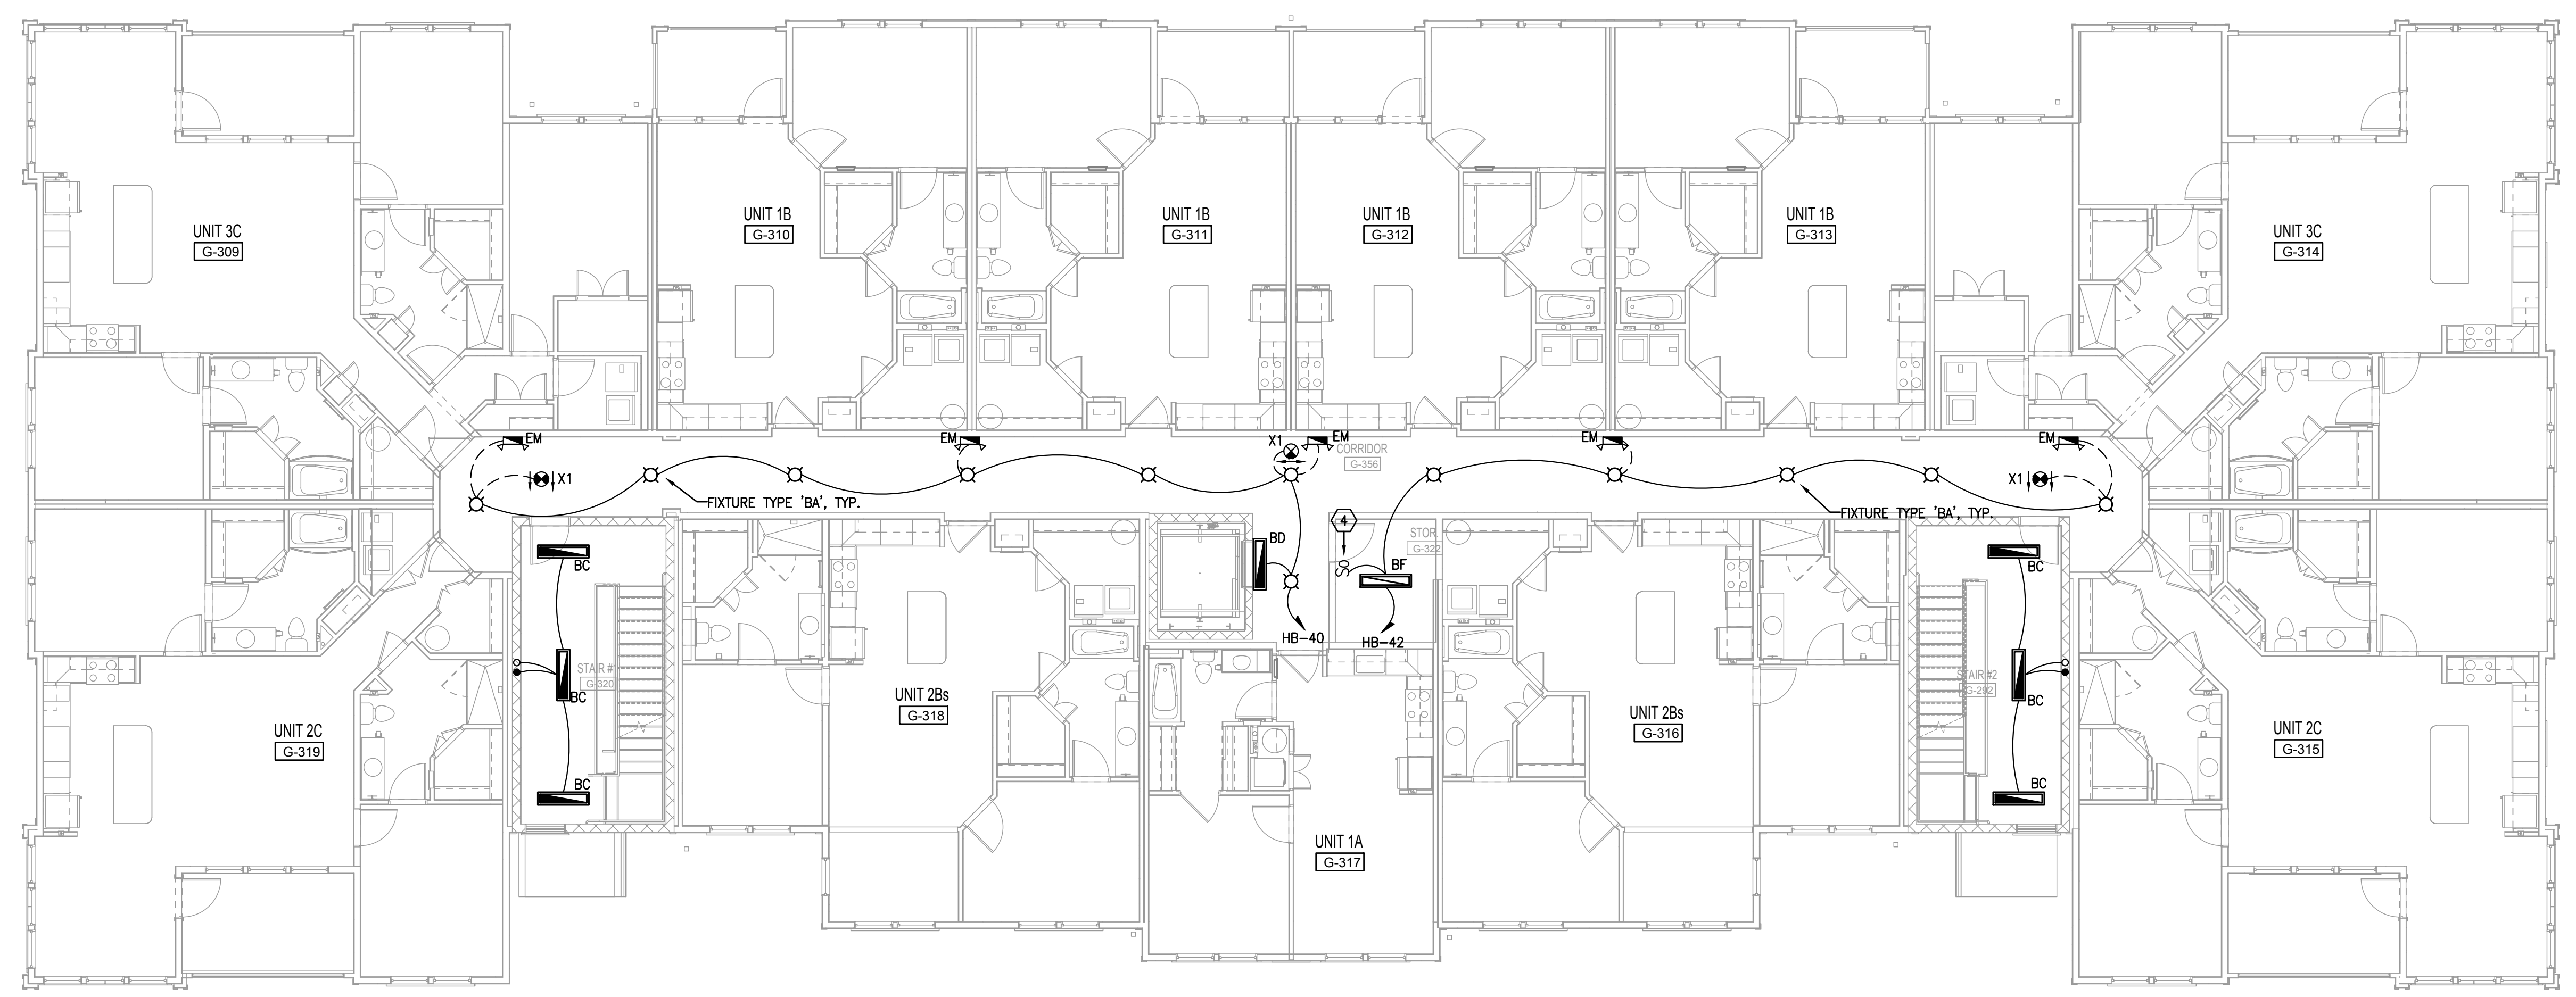 UNIT 3C
G-309
UNIT 1B
G-310
UNIT 1B
G-311
UNIT 1B
G-312
UNIT 1B
G-313
UNIT 3C
G-314
EM
EM
X1
EM
CORRIDOR
G-356
EM
EM
X1
X1
FIXTURE TYPE 'BA', TYP.
FIXTURE TYPE 'BA', TYP.
4
STOR.
G-322
BC
BD
SO
BF
BC
HB-40
HB-42
STAIR #
G-320
BC
UNIT 2Bs
G-318
UNIT 2Bs
G-316
STAIR #2
G-292
BC
UNIT 2C
G-319
UNIT 2C
G-315
BC
BC
UNIT 1A
G-317